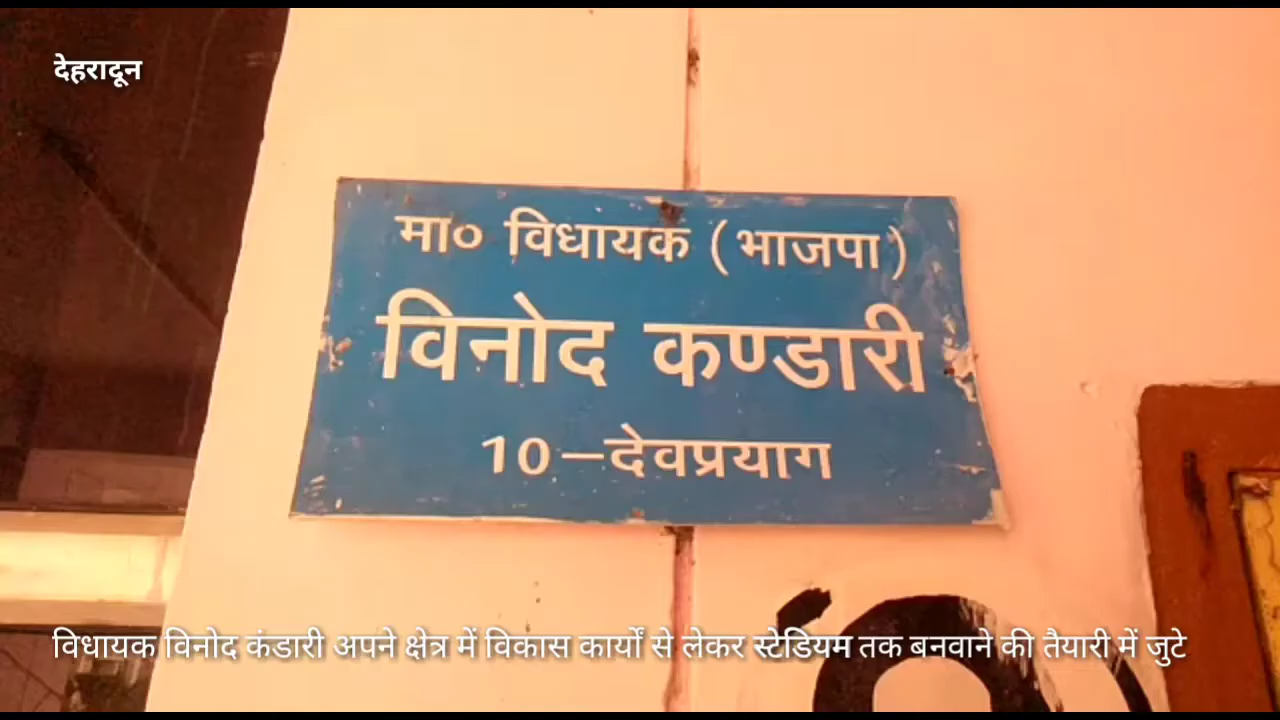 देहरादून
मा० विधायक (भाजपा)
विनोद कण्डारी
10–देवप्रयाग
विधायक विनोद कंडारी अपने क्षेत्र में विकास कार्यों से लेकर स्टेडियम तक बनवाने की तैयारी में जुटे